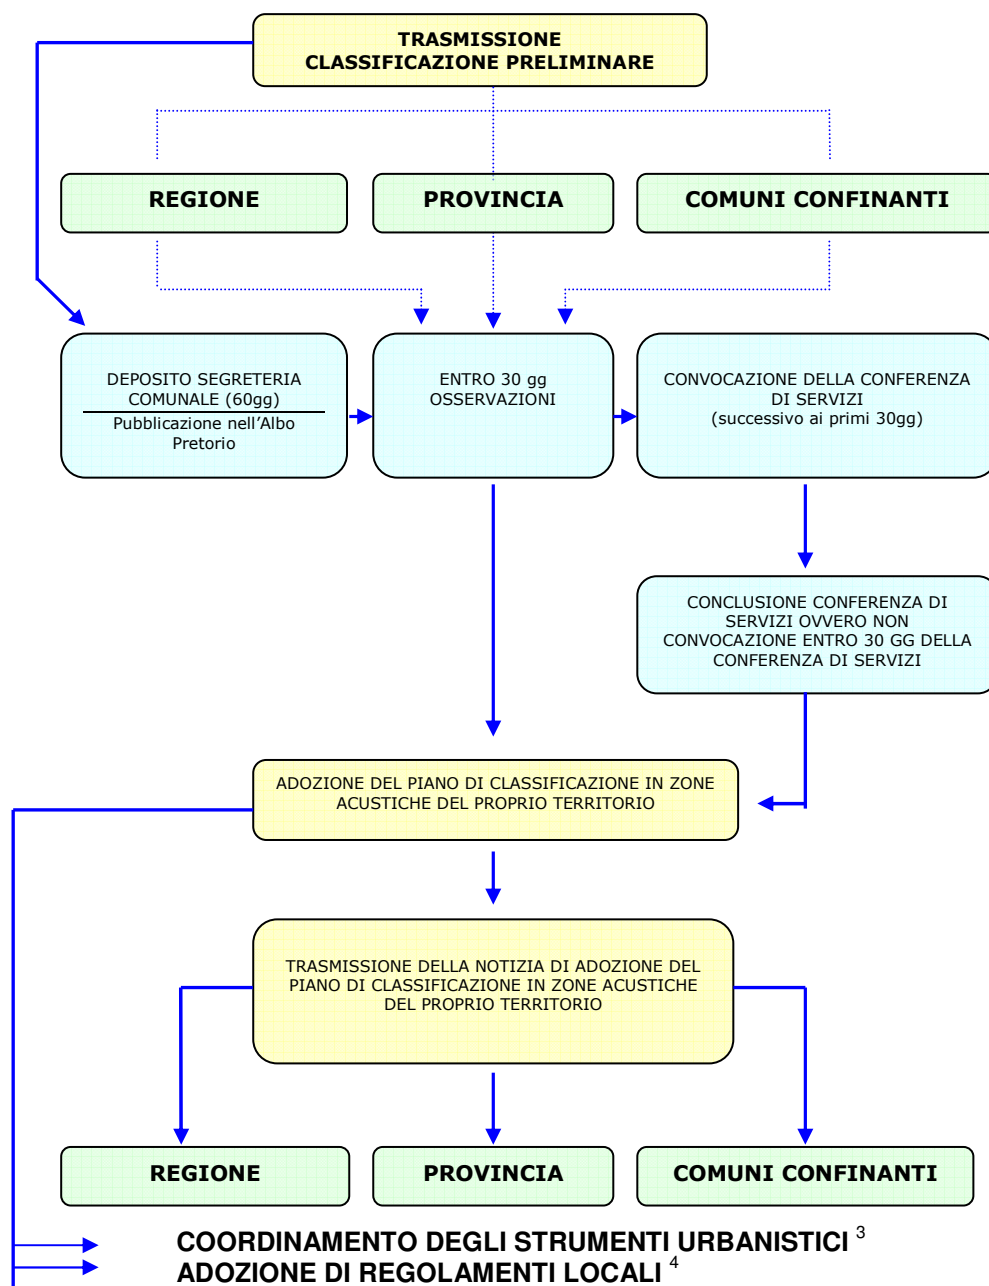 TRASMISSIONE
CLASSIFICAZIONE PRELIMINARE
REGIONE
PROVINCIA
COMUNI CONFINANTI
DEPOSITO SEGRETERIA
COMUNALE (60gg)
Pubblicazione nell'Albo
Pretorio
ENTRO 30 gg
OSSERVAZIONI
CONVOCAZIONE DELLA CONFERENZA
DI SERVIZI
(successivo ai primi 30gg)
CONCLUSIONE CONFERENZA DI
SERVIZI OVVERO NON
CONVOCAZIONE ENTRO 30 GG DELLA
CONFERENZA DI SERVIZI
ADOZIONE DEL PIANO DI CLASSIFICAZIONE IN ZONE
ACUSTICHE DEL PROPRIO TERRITORIO
TRASMISSIONE DELLA NOTIZIA DI ADOZIONE DEL
PIANO DI CLASSIFICAZIONE IN ZONE ACUSTICHE
DEL PROPRIO TERRITORIO
REGIONE
PROVINCIA
COMUNI CONFINANTI
COORDINAMENTO DEGLI STRUMENTI URBANISTICI 3
ADOZIONE DI REGOLAMENTI LOCALI 4